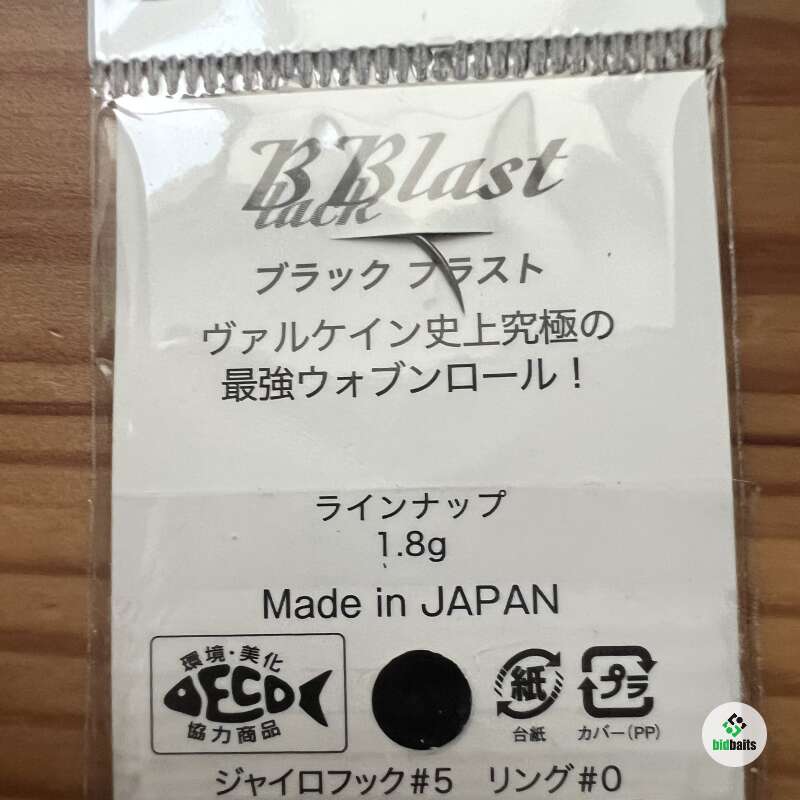 Black Blast
ブラック ブラスト
ヴァルケイン史上究極の
最強ウォブンロール！
ラインナップ
1.8g
Made in JAPAN
環境・美化
ECO
協力商品
紙
プラ
台紙
カバー(PP)
ジャイロフック#5 リング#0
bidbaits